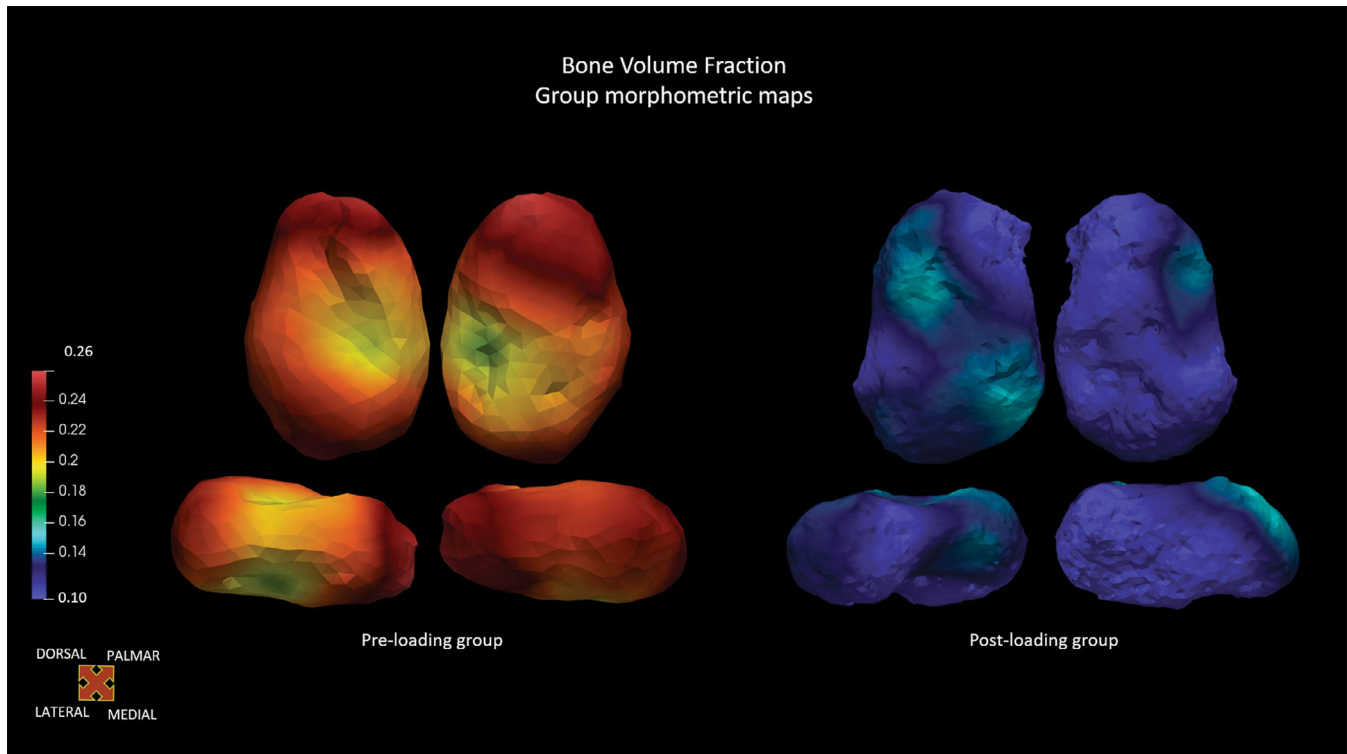 Bone Volume Fraction
Group morphometric maps
0.26
0.24
0.22
0.2
0.18
0.16
0.14
0.10
Pre-loading group
Post-loading group
DORSAL PALMAR
LATERAL MEDIAL